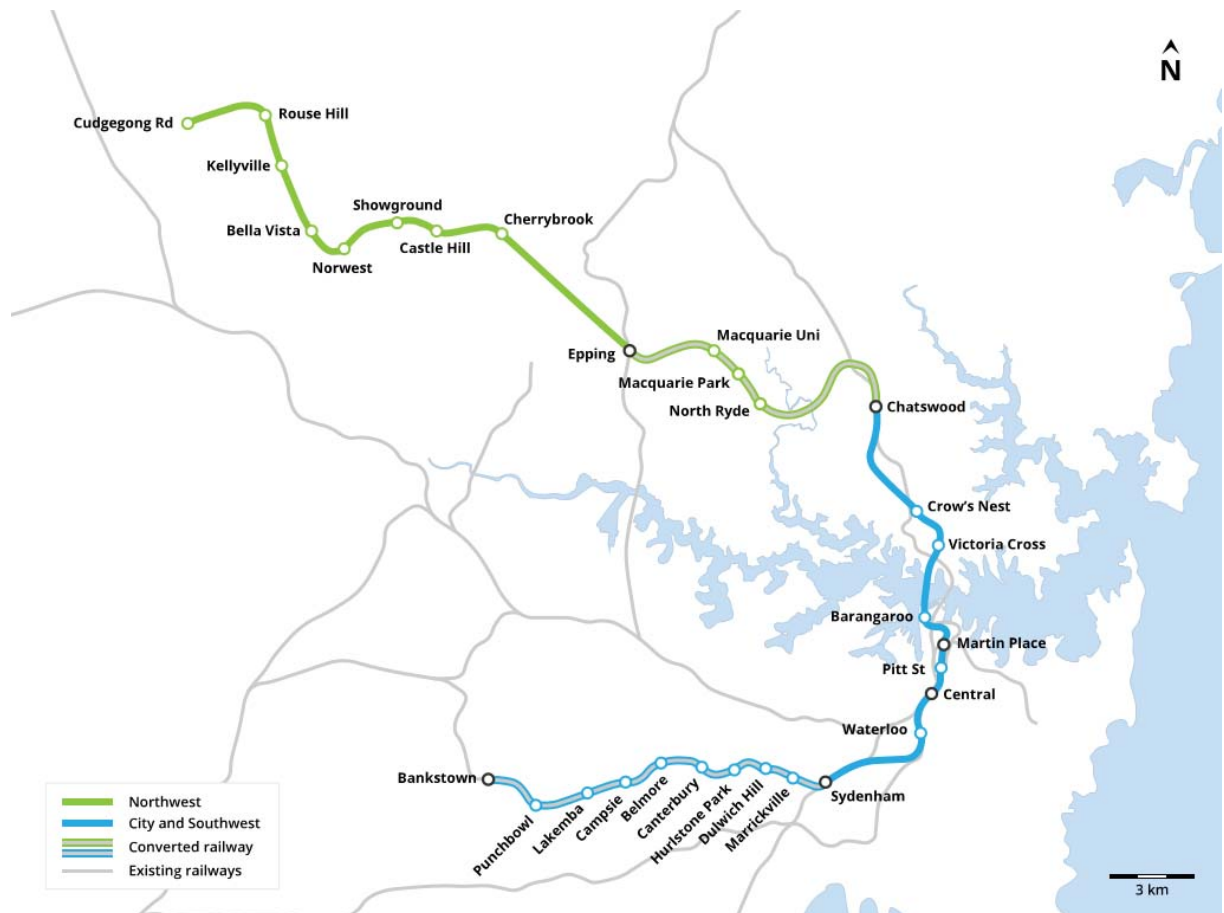 N
Cudgegong Rd
Rouse Hill
Kellyville
Showground
Bella Vista
Cherrybrook
Castle Hill
Norwest
Macquarie Uni
Epping
Macquarie Park
North Ryde
Chatswood
Crow's Nest
Victoria Cross
Barangaroo
Martin Place
Pitt St
Central
Waterloo
Bankstown
Sydenham
Punchbowl
Lakemba
Campsie
Belmore
Canterbury
Hurlstone Park
Dulwich Hill
Marrickville
Northwest
City and Southwest
Converted railway
Existing railways
3 km